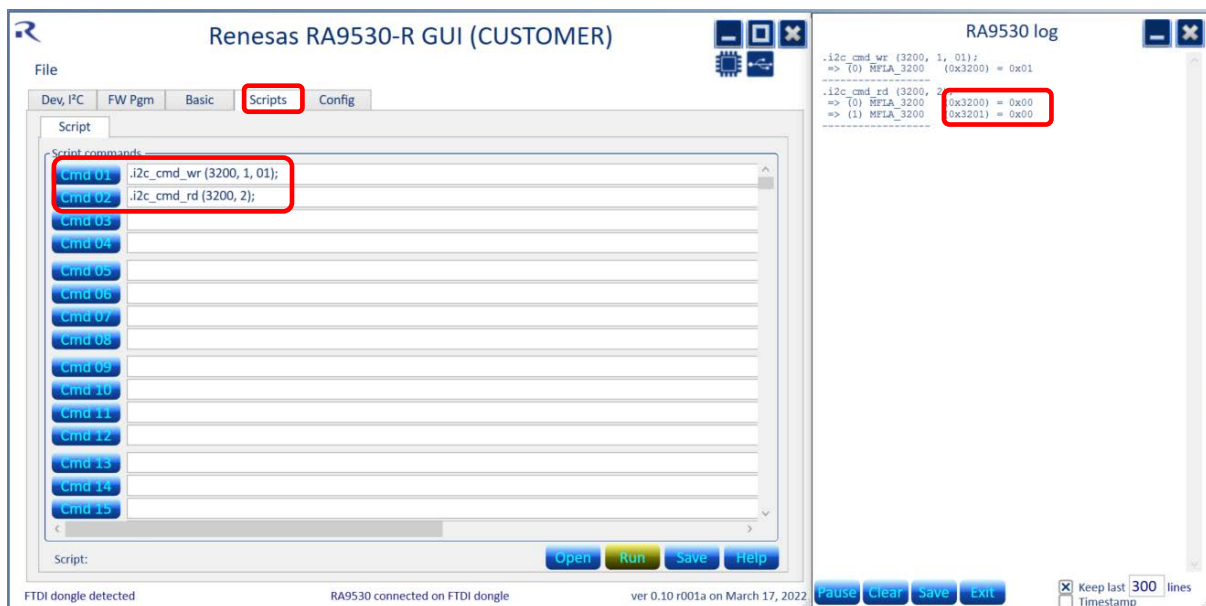 Renesas RA9530-R GUI (CUSTOMER)
File
Dev, I²C
FW Pgm
Basic
Scripts
Config
Script
Script commands
Cmd 01 .i2c_cmd_wr (3200, 1, 01);
Cmd 02 .i2c_cmd_rd (3200, 2);
Cmd 03
Cmd 04
Cmd 05
Cmd 06
Cmd 07
Cmd 08
Cmd 09
Cmd 10
Cmd 11
Cmd 12
Cmd 13
Cmd 14
Cmd 15
Script:
Open Run Save Help
FTDI dongle detected
RA9530 connected on FTDI dongle
ver 0.10 r001a on March 17, 2022
RA9530 log
.i2c_cmd_wr (3200, 1, 01);
=> (0) MFLA_3200 (0x3200) = 0x01
--------------------
.i2c_cmd_rd (3200, 2);
=> (0) MFLA_3200 (0x3200) = 0x00
=> (1) MFLA_3200 (0x3201) = 0x00
--------------------
Pause Clear Save Exit
Keep last 300 lines
Timestamp